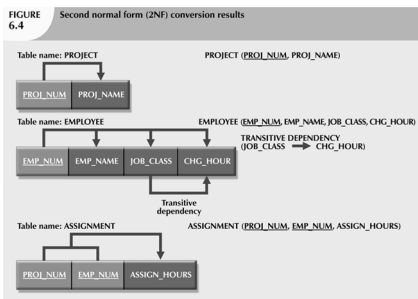 FIGURE 6.4
Second normal form (2NF) conversion results
Table name: PROJECT
PROJECT (PROJ_NUM, PROJ_NAME)
PROJ_NUM PROJ_NAME
Table name: EMPLOYEE
EMPLOYEE (EMP_NUM, EMP_NAME, JOB_CLASS, CHG_HOUR)
TRANSITIVE DEPENDENCY
(JOB_CLASS CHG_HOUR)
EMP_NUM EMP_NAME JOB_CLASS CHG_HOUR
Transitive
dependency
Table name: ASSIGNMENT
ASSIGNMENT (PROJ_NUM, EMP_NUM, ASSIGN_HOURS)
PROJ_NUM EMP_NUM ASSIGN_HOURS